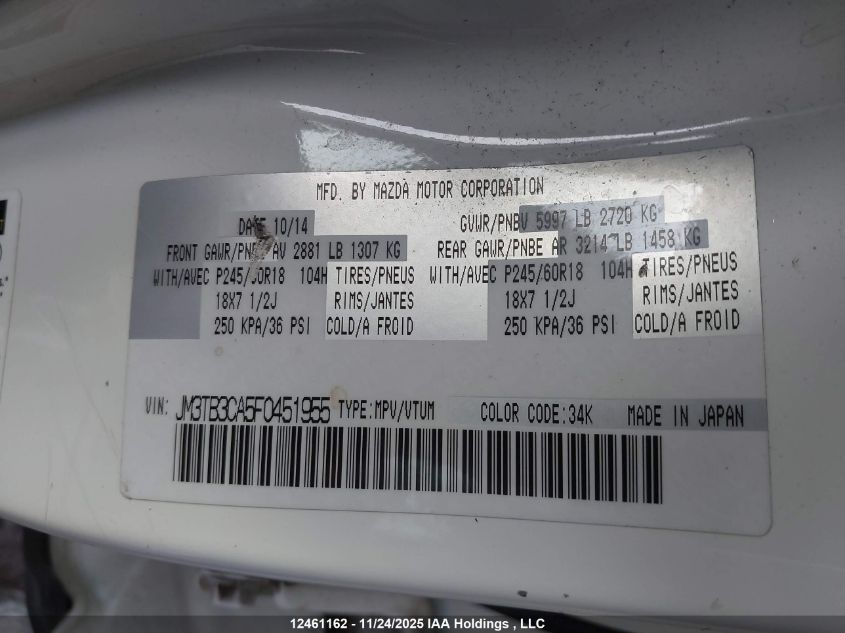 MFD. BY MAZDA MOTOR CORPORATION
DATE 10/14 GVWR/PNBV 5997 LB 2720 KG
FRONT GAWR/PNBE AV 2881 LB 1307 KG REAR GAWR/PNBE AR 3214 LB 1458 KG
WITH/AVEC P245/60R18 104H TIRES/PNEUS WITH/AVEC P245/60R18 104H TIRES/PNEUS
18X7 1/2J RIMS/JANTES 18X7 1/2J RIMS/JANTES
250 KPA/36 PSI COLD/A FROID 250 KPA/36 PSI COLD/A FROID
VIN: JM3TB3CA5F0451955 TYPE:MPV/VTUM COLOR CODE:34K MADE IN JAPAN
12461162 - 11/24/2025 IAA Holdings , LLC